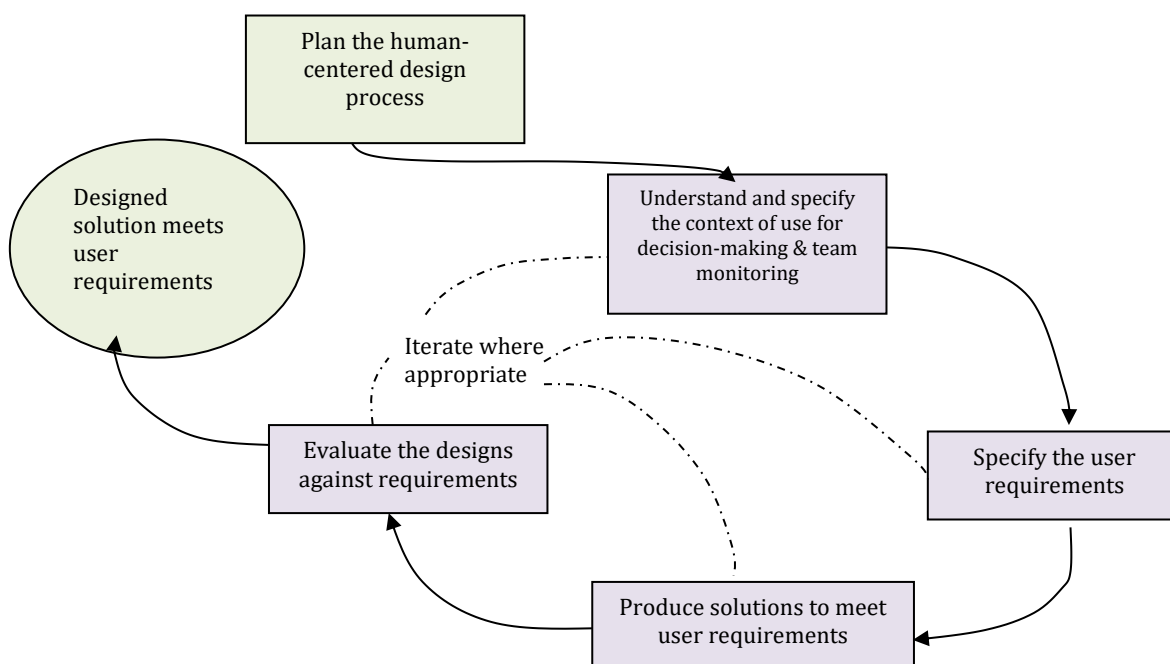 Plan the human-
centered design
process
Designed
solution meets
user
requirements
Understand and specify
the context of use for
decision-making & team
monitoring
Iterate where
appropriate
Evaluate the designs
against requirements
Specify the user
requirements
Produce solutions to meet
user requirements